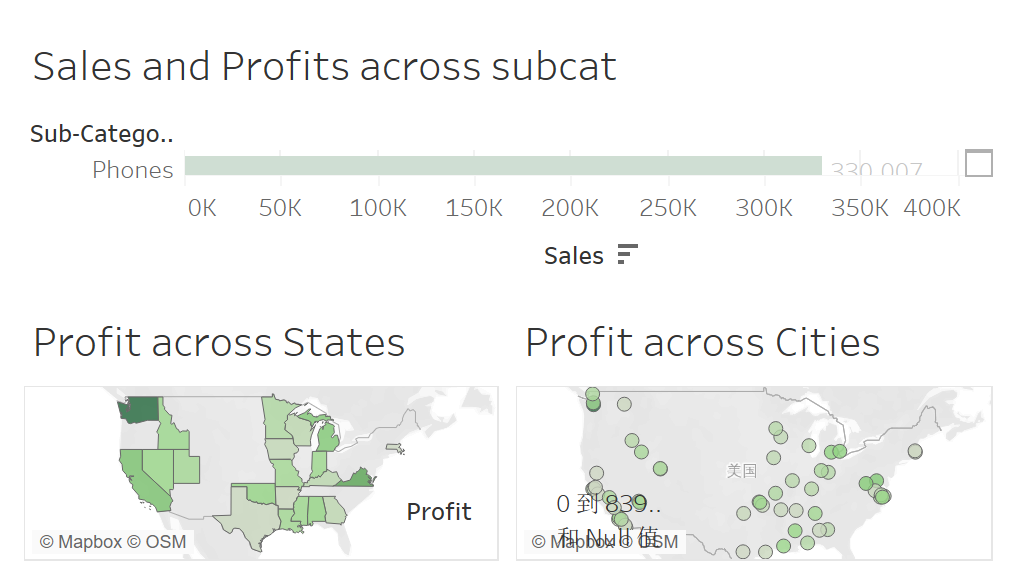 Sales and Profits across subcat
Sub-Catego..
Phones
330,007
0K 50K 100K 150K 200K 250K 300K 350K 400K
Sales
Profit across States
Profit across Cities
Profit
© Mapbox © OSM
美国
0 到 839..
和 Null 值
© Mapbox © OSM